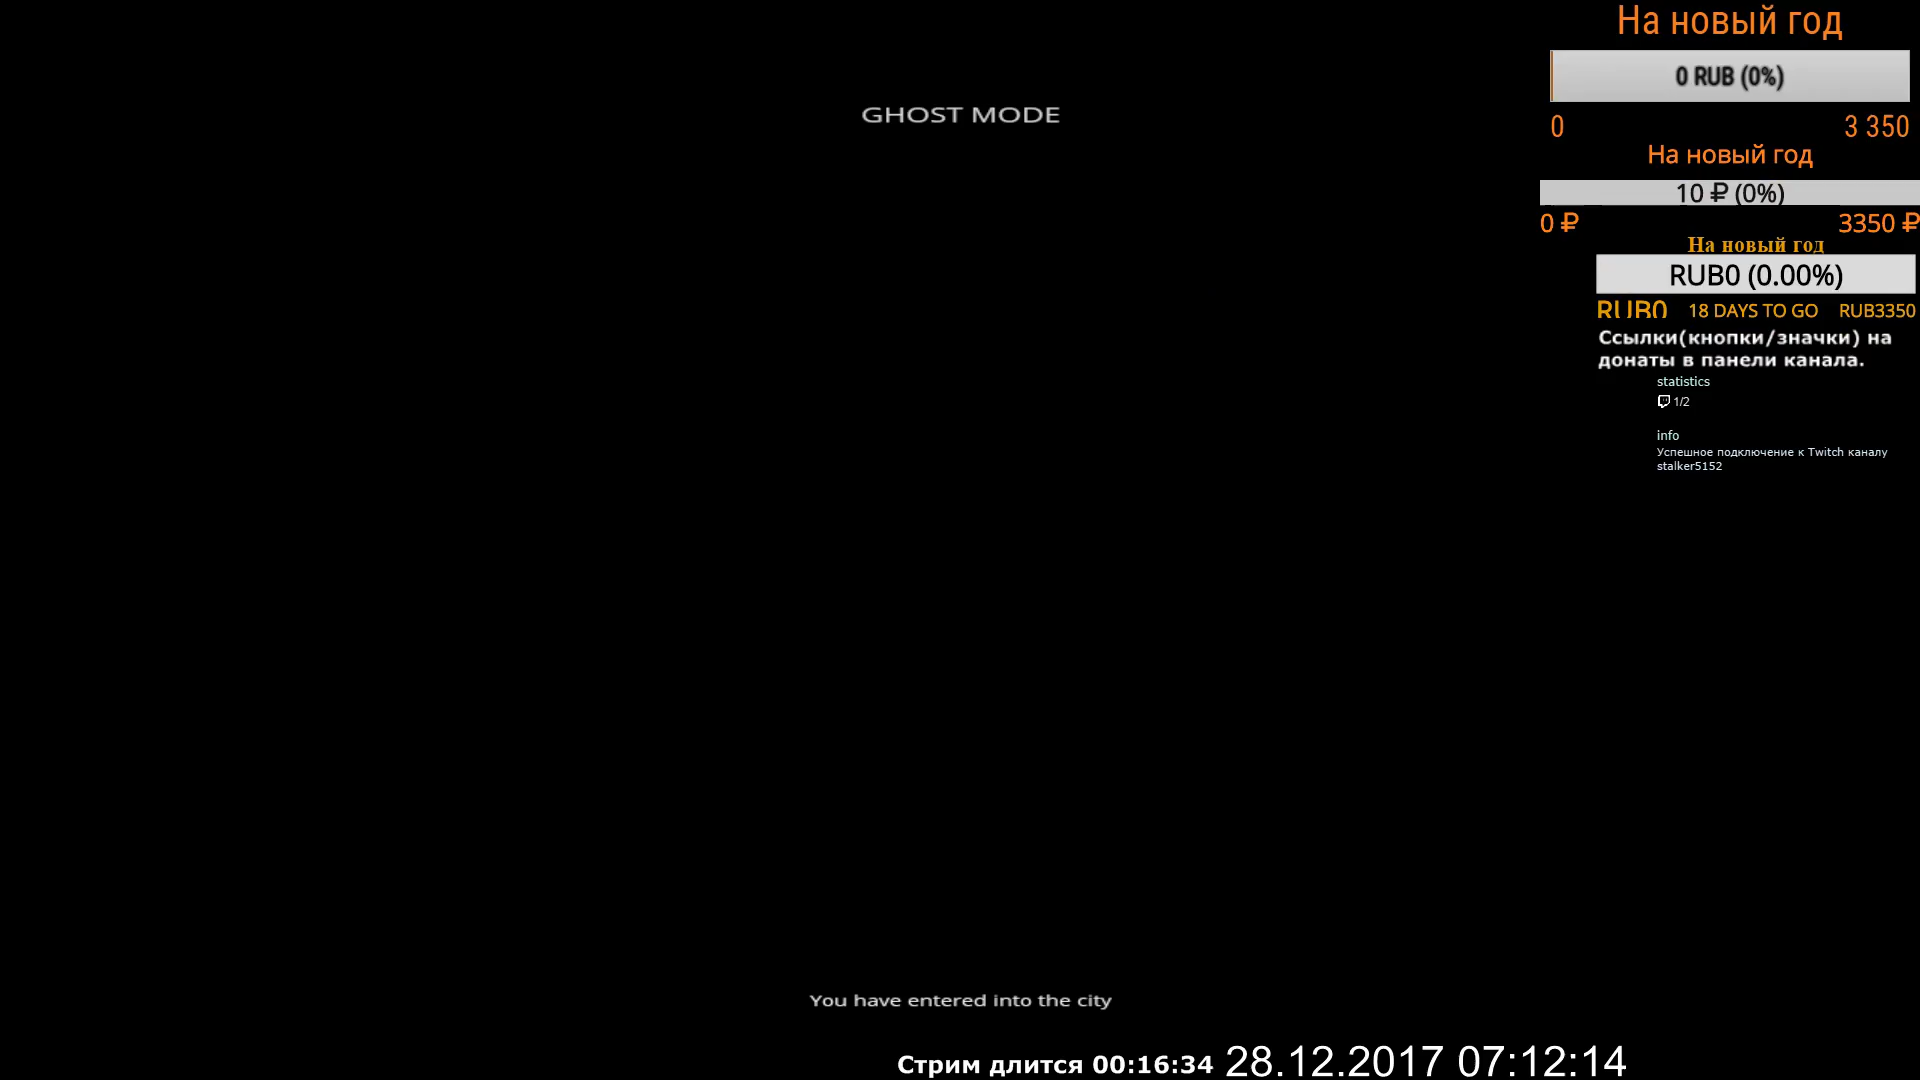 На новый год
0 RUB (0%)
0 3 350
GHOST MODE
На новый год
10 ₽ (0%)
0 ₽ 3350 ₽
На новый год
RUB0 (0.00%)
RUB0 18 DAYS TO GO RUB3350
Ссылки(кнопки/значки) на
донаты в панели канала.
statistics
1/2
info
Успешное подключение к Twitch каналу
stalker5152
You have entered into the city
Стрим длится 00:16:34 28.12.2017 07:12:14